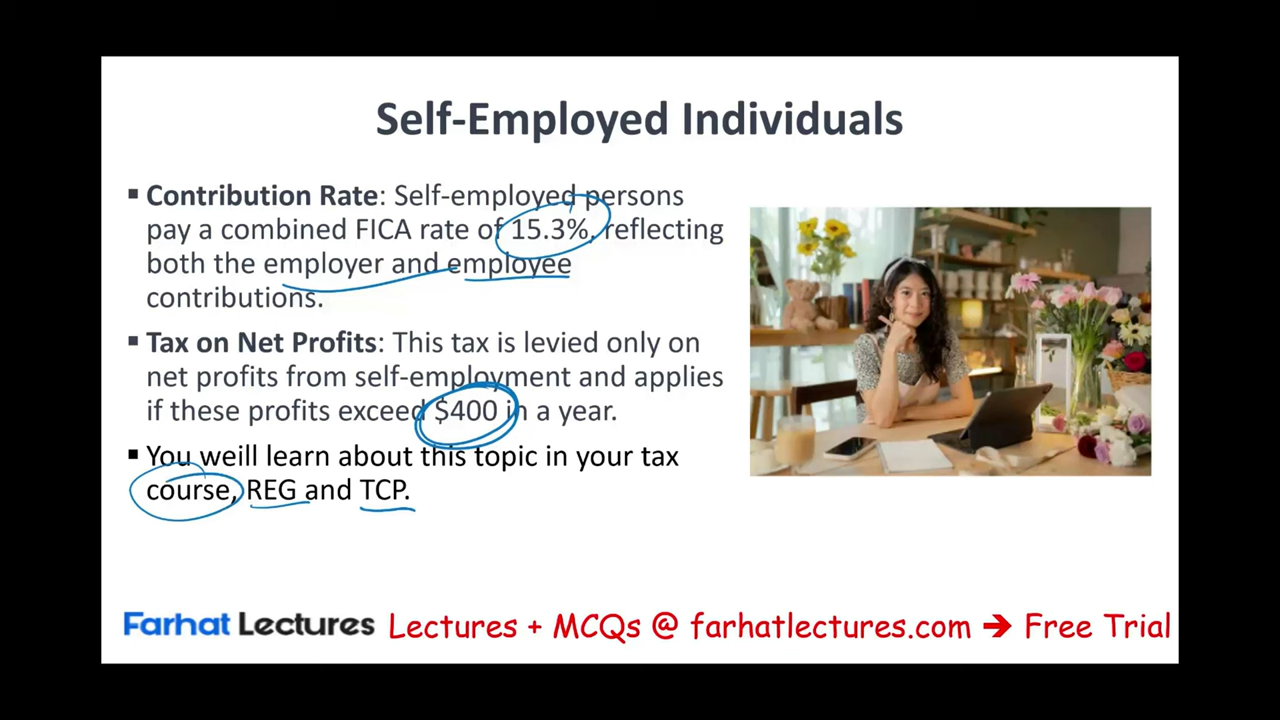 Self-Employed Individuals
▪ Contribution Rate: Self-employed persons
pay a combined FICA rate of 15.3%, reflecting
both the employer and employee
contributions.
▪ Tax on Net Profits: This tax is levied only on
net profits from self-employment and applies
if these profits exceed $400 in a year.
▪ You weill learn about this topic in your tax
course, REG and TCP.
Farhat Lectures Lectures + MCQs @ farhatlectures.com → Free Trial